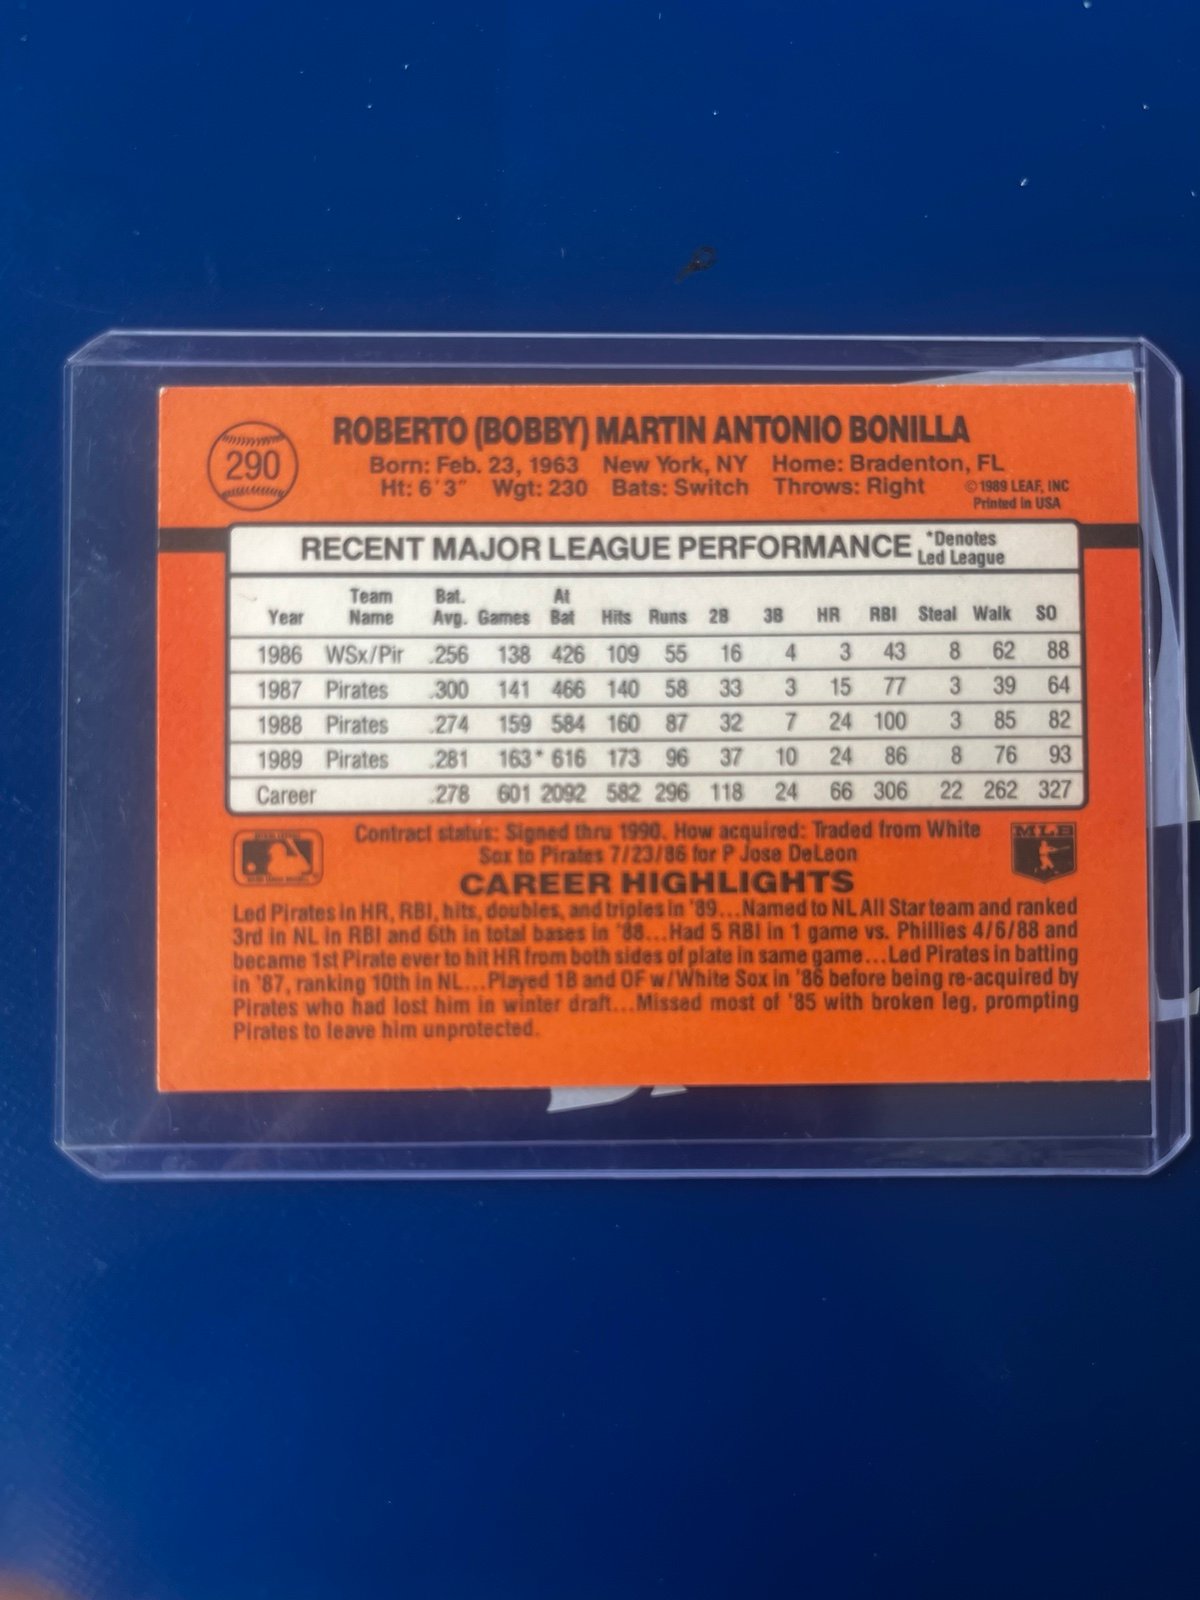 290
ROBERTO (BOBBY) MARTIN ANTONIO BONILLA
Born: Feb. 23, 1963 New York, NY Home: Bradenton, FL
Ht: 6'3" Wgt: 230 Bats: Switch Throws: Right
©1989 LEAF, INC
Printed in USA
RECENT MAJOR LEAGUE PERFORMANCE *Denotes Led League
Year Team Name Bat. Avg. Games At Bat Hits Runs 2B 3B HR RBI Steal Walk SO
1986 WSx/Pir .256 138 426 109 55 16 4 3 43 8 62 88
1987 Pirates .300 141 466 140 58 33 3 15 77 3 39 64
1988 Pirates .274 159 584 160 87 32 7 24 100 3 85 82
1989 Pirates .281 163* 616 173 96 37 10 24 86 8 76 93
Career .278 601 2092 582 296 118 24 66 306 22 262 327
Contract status: Signed thru 1990. How acquired: Traded from White
Sox to Pirates 7/23/86 for P Jose DeLeon
MLB
CAREER HIGHLIGHTS
Led Pirates in HR, RBI, hits, doubles, and triples in '89...Named to NL All Star team and ranked
3rd in NL in RBI and 6th in total bases in '88...Had 5 RBI in 1 game vs. Phillies 4/6/88 and
became 1st Pirate ever to hit HR from both sides of plate in same game...Led Pirates in batting
in '87, ranking 10th in NL...Played 1B and OF w/White Sox in '86 before being re-acquired by
Pirates who had lost him in winter draft...Missed most of '85 with broken leg, prompting
Pirates to leave him unprotected.